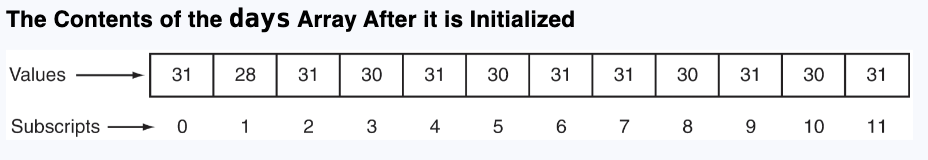 The Contents of the days Array After it is Initialized
Values 31 28 31 30 31 30 31 31 30 31 30 31
Subscripts 0 1 2 3 4 5 6 7 8 9 10 11